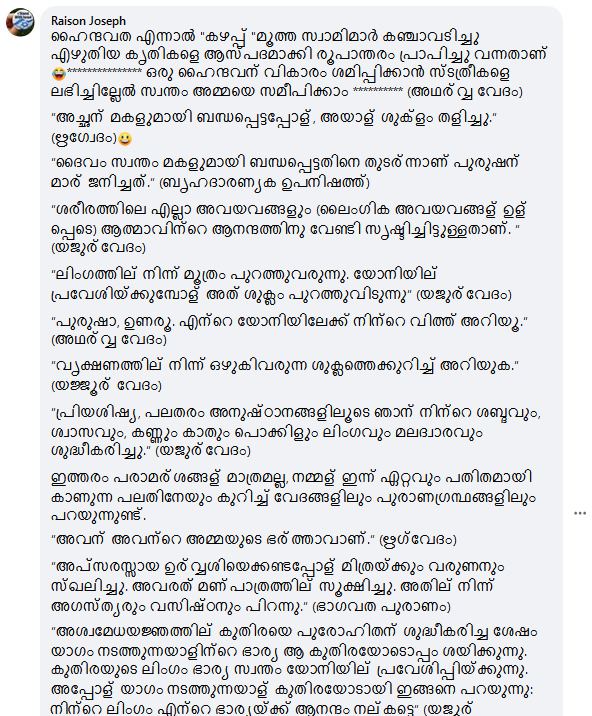 Raison Joseph
ഹൈന്ദവത എന്നാൽ "കഴപ്പ് "മൂത്ത സ്വാമിമാർ കഞ്ചാവടിച്ചു
എഴുതിയ കൃതികളെ ആസ്പദമാക്കി രൂപാന്തരം പ്രാപിച്ചു വന്നതാണ്
😂*************** ഒരു ഹൈന്ദവന് വികാരം ശമിപ്പിക്കാൻ സ്ടത്രീകളെ
ലഭിച്ചില്ലേൽ സ്വന്തം അമ്മയെ സമീപിക്കാം ********** (അഥർവ്വ വേദം)
“അച്ഛന്‌ മകളുമായി ബന്ധപ്പെട്ടപ്പോള്‌, അയാള്‌ ശുക്ളം തളിച്ചു.”
(ഋഗ്വേദം)😀
“ദൈവം സ്വന്തം മകളുമായി ബന്ധപ്പെട്ടതിനെ തുടര്‌ന്നാണ്‌ പുരുഷന്‌
മാര്‌ ജനിച്ചത്‌.” (ബൃഹദാരണ്യക ഉപനിഷത്ത്‌)
“ശരീരത്തിലെ എല്ലാ അവയവങ്ങളും (ലൈംഗിക അവയവങ്ങള്‌ ഉള്‌
പ്പെടെ) ആത്മാവിന്‌റെ ആനന്ദത്തിനു വേണ്ടി സൃഷ്ടിച്ചിട്ടുള്ളതാണ്‌. ”
(യജുര്‌ വേദം)
“ലിംഗത്തില്‌ നിന്ന്‌ മൂത്രം പുറത്തുവരുന്നു. യോനിയില്‌
പ്രവേശിയ്ക്കുമ്പോള്‌ അത്‌ ശുക്ലം പുറത്തുവിടുന്നു” (യജുര്‌ വേദം)
“പുരുഷാ, ഉണരൂ. എന്‌റെ യോനിയിലേക്ക്‌ നിന്‌റെ വിത്ത്‌ അറിയൂ.”
(അഥര്‌വ്വ വേദം)
“വൃക്ഷണത്തില്‌ നിന്ന്‌ ഒഴുകിവരുന്ന ശുക്ലത്തെക്കുറിച്ച്‌ അറിയുക.”
(യജ്ജൂര്‌ വേദം)
“പ്രിയശിഷ്യ, പലതരം അനുഷ്ഠാനങ്ങളിലൂടെ ഞാന്‌ നിന്‌റെ ശബ്ദവും,
ശ്വാസവും, കണ്ണും കാതും പൊക്കിളും ലിംഗവും മലദ്വാരവും
ശുദ്ധീകരിച്ചു.” (യജുര്‌ വേദം)
ഇത്തരം പരാമര്‌ശങ്ങള്‌ മാത്രമല്ല, നമ്മള്‌ ഇന്ന്‌ ഏറ്റവും പതിതമായി
കാണുന്ന പലതിനേയും കുറിച്ച്‌ വേദങ്ങളിലും പുരാണഗ്രന്ഥങ്ങളിലും
പറയുന്നുണ്ട്‌.
“അവന്‌ അവന്‌റെ അമ്മയുടെ ഭര്‌ത്താവാണ്‌.” (ഋഗ്‌വേദം)
“അപ്സരസ്സായ ഉര്‌വ്വശിയെക്കണ്ടപ്പോള്‌ മിത്രയ്ക്കും വരുണനും
സ്ഖലിച്ചു. അവരത്‌ മണ്‌പാത്രത്തില്‌ സൂക്ഷിച്ചു. അതില്‌ നിന്ന്‌
അഗസ്ത്യരും വസിഷ്ഠനും പിറന്നു.” (ഭാഗവത പുരാണം)
“അശ്വമേധയജ്ഞത്തില്‌ കുതിരയെ പുരോഹിതന്‌ ശുദ്ധീകരിച്ച ശേഷം
യാഗം നടത്തുന്നയാളിന്‌റെ ഭാര്യ ആ കുതിരയോടൊപ്പം ശയിക്കുന്നു.
കുതിരയുടെ ലിംഗം ഭാര്യ സ്വന്തം യോനിയില്‌ പ്രവേശിപ്പിയ്ക്കുന്നു.
അപ്പോള്‌ യാഗം നടത്തുന്നയാള്‌ കുതിരയോടായി ഇങ്ങനെ പറയുന്നു:
നിന്‌റെ ലിംഗം എന്‌റെ ഭാര്യയ്ക്ക്‌ ആനന്ദം നല്‌കട്ടെ” (യജുര്‌